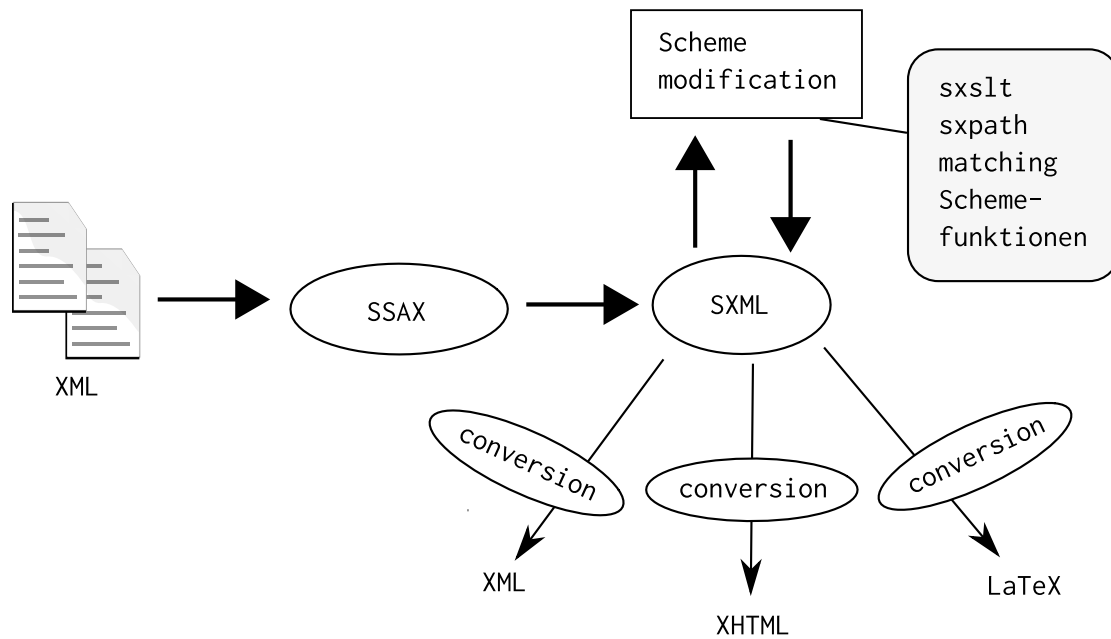 Scheme
modification
sxslt
sxpath
matching
Scheme-
funktionen
SSAX
SXML
XML
conversion
conversion
conversion
XML
XHTML
LaTeX